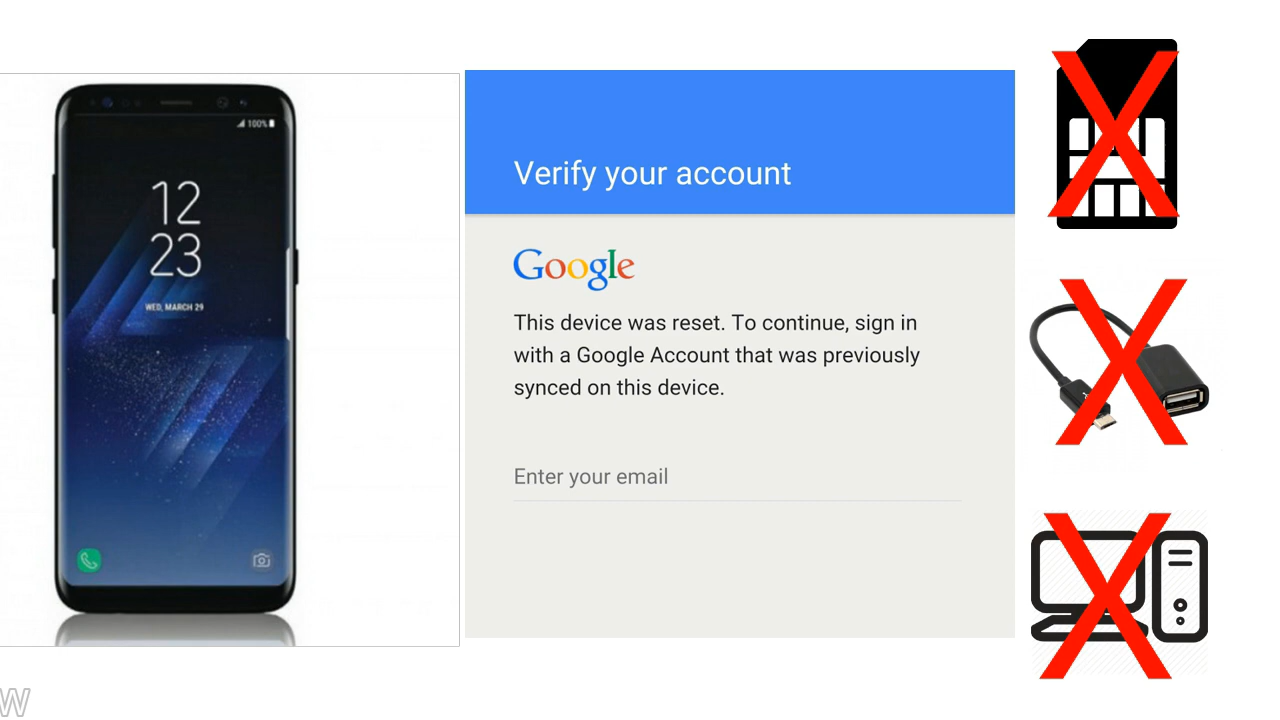 100%
12
23
WED, MARCH 29
Verify your account
Google
This device was reset. To continue, sign in
with a Google Account that was previously
synced on this device.
Enter your email
W